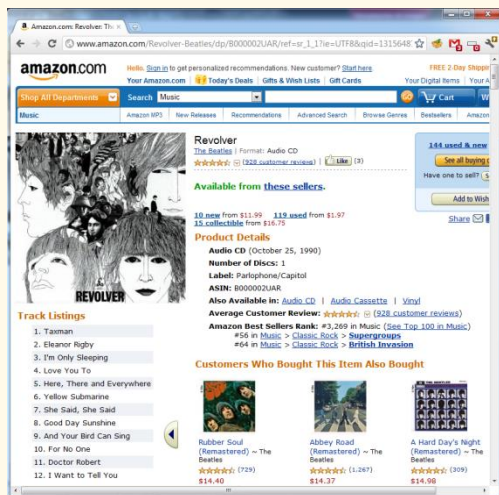 Amazon.com: Revolver: The
www.amazon.com/Revolver-Beatles/dp/B000002UAR/ref=sr_1_1?ie=UTF8&qid=1315648
amazon.com
Hello. Sign in to get personalized recommendations. New customer? Start here.
FREE 2-Day Shippin
Your Amazon.com
Today's Deals
Gifts & Wish Lists
Gift Cards
Your Digital Items
Your A
Shop All Departments
Search
Music
GO
Cart
W
Music
Amazon MP3
New Releases
Recommendations
Advanced Search
Browse Genres
Bestsellers
Amazon
REVOLVER
Revolver
The Beatles | Format: Audio CD
(928 customer reviews) | Like (3)
Available from these sellers.
10 new from $11.99 119 used from $1.97
15 collectible from $16.75
144 used & new
See all buying o
Have one to sell? S
Add to Wish
Share
Product Details
Audio CD (October 25, 1990)
Number of Discs: 1
Label: Parlophone/Capitol
ASIN: B000002UAR
Also Available in: Audio CD | Audio Cassette | Vinyl
Average Customer Review: (928 customer reviews)
Amazon Best Sellers Rank: #3,269 in Music (See Top 100 in Music)
#56 in Music > Classic Rock > Supergroups
#64 in Music > Classic Rock > British Invasion
Track Listings
1. Taxman
2. Eleanor Rigby
3. I'm Only Sleeping
4. Love You To
5. Here, There and Everywhere
6. Yellow Submarine
7. She Said, She Said
8. Good Day Sunshine
9. And Your Bird Can Sing
10. For No One
11. Doctor Robert
12. I Want to Tell You
Customers Who Bought This Item Also Bought
Rubber Soul
(Remastered) ~ The
Beatles
(729)
$14.40
Abbey Road
(Remastered) ~ The
Beatles
(1,267)
$14.37
A Hard Day's Night
(Remastered) ~ The
Beatles
(309)
$14.98